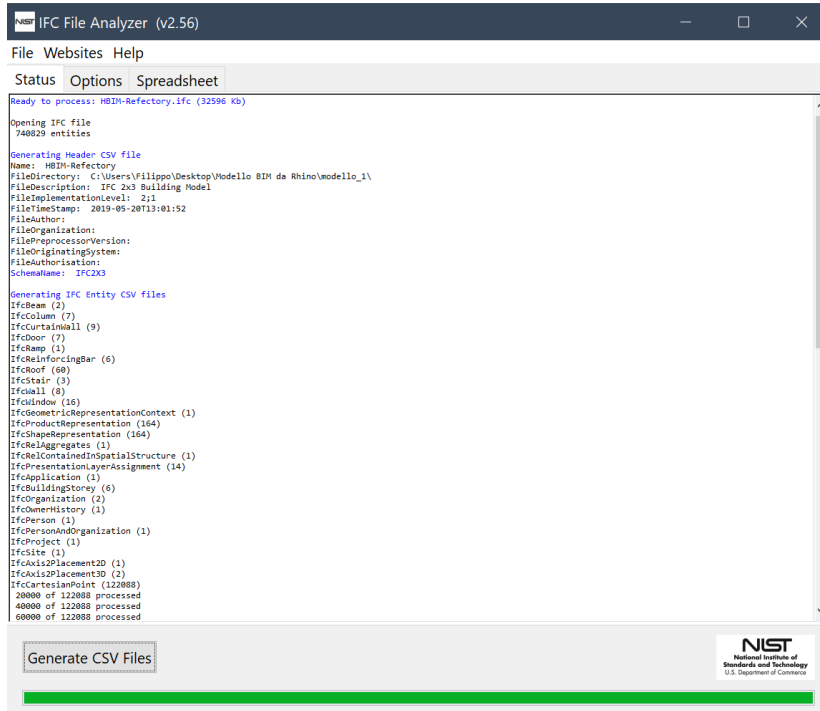 NIST IFC File Analyzer (v2.56)
File Websites Help
Status Options Spreadsheet
Ready to process: HBIM-Refectory.ifc (32596 Kb)
Opening IFC file
740829 entities
Generating Header CSV file
Name: HBIM-Refectory
FileDirectory: C:\Users\Filippo\Desktop\Modello BIM da Rhino\modello_1\
FileDescription: IFC 2x3 Building Model
FileImplementationLevel: 2;1
FileTimeStamp: 2019-05-20T13:01:52
FileAuthor:
FileOrganization:
FilePreprocessorVersion:
FileOriginatingSystem:
FileAuthorisation:
SchemaName: IFC2X3
Generating IFC Entity CSV files
IfcBeam (2)
IfcColumn (7)
IfcCurtainWall (9)
IfcDoor (7)
IfcRamp (1)
IfcReinforcingBar (6)
IfcRoof (60)
IfcStair (3)
IfcWall (8)
IfcWindow (16)
IfcGeometricRepresentationContext (1)
IfcProductRepresentation (164)
IfcShapeRepresentation (164)
IfcRelAggregates (1)
IfcRelContainedInSpatialStructure (1)
IfcPresentationLayerAssignment (14)
IfcApplication (1)
IfcBuildingStorey (6)
IfcOrganization (2)
IfcOwnerHistory (1)
IfcPerson (1)
IfcPersonAndOrganization (1)
IfcProject (1)
IfcSite (1)
IfcAxis2Placement2D (1)
IfcAxis2Placement3D (2)
IfcCartesianPoint (122088)
20000 of 122088 processed
40000 of 122088 processed
60000 of 122088 processed
Generate CSV Files
NIST
National Institute of
Standards and Technology
U.S. Department of Commerce